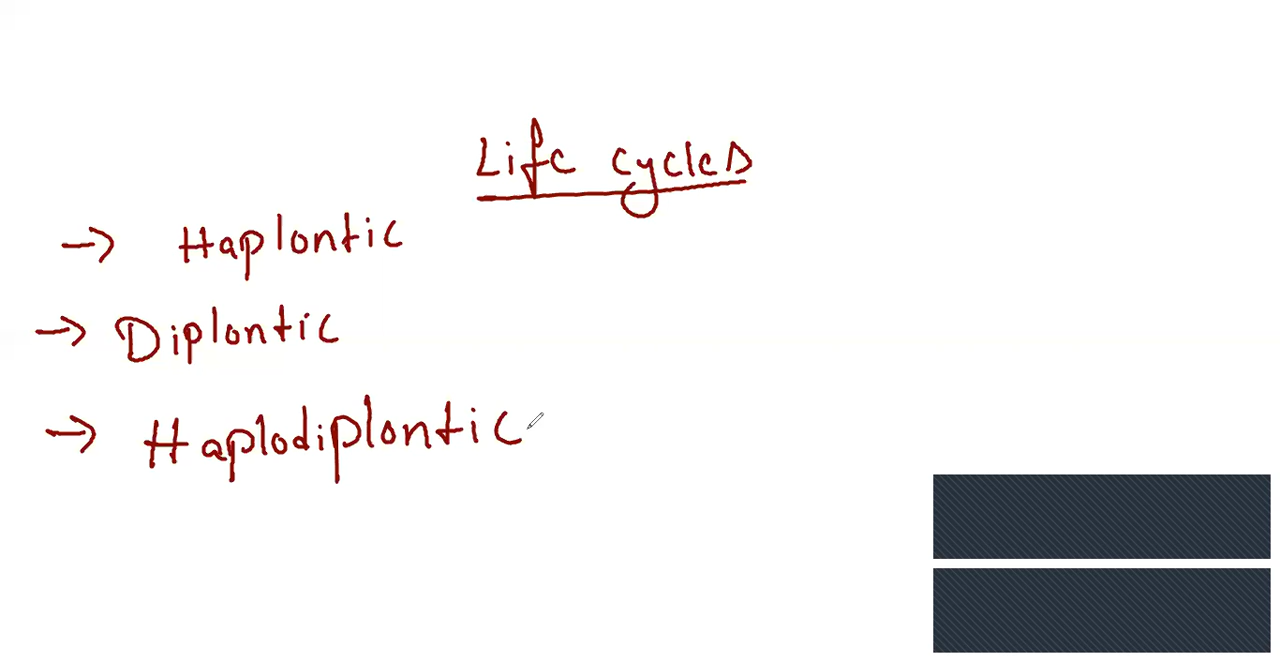 Life cycles
→ Haplontic
→ Diplontic
→ Haplodiplontic